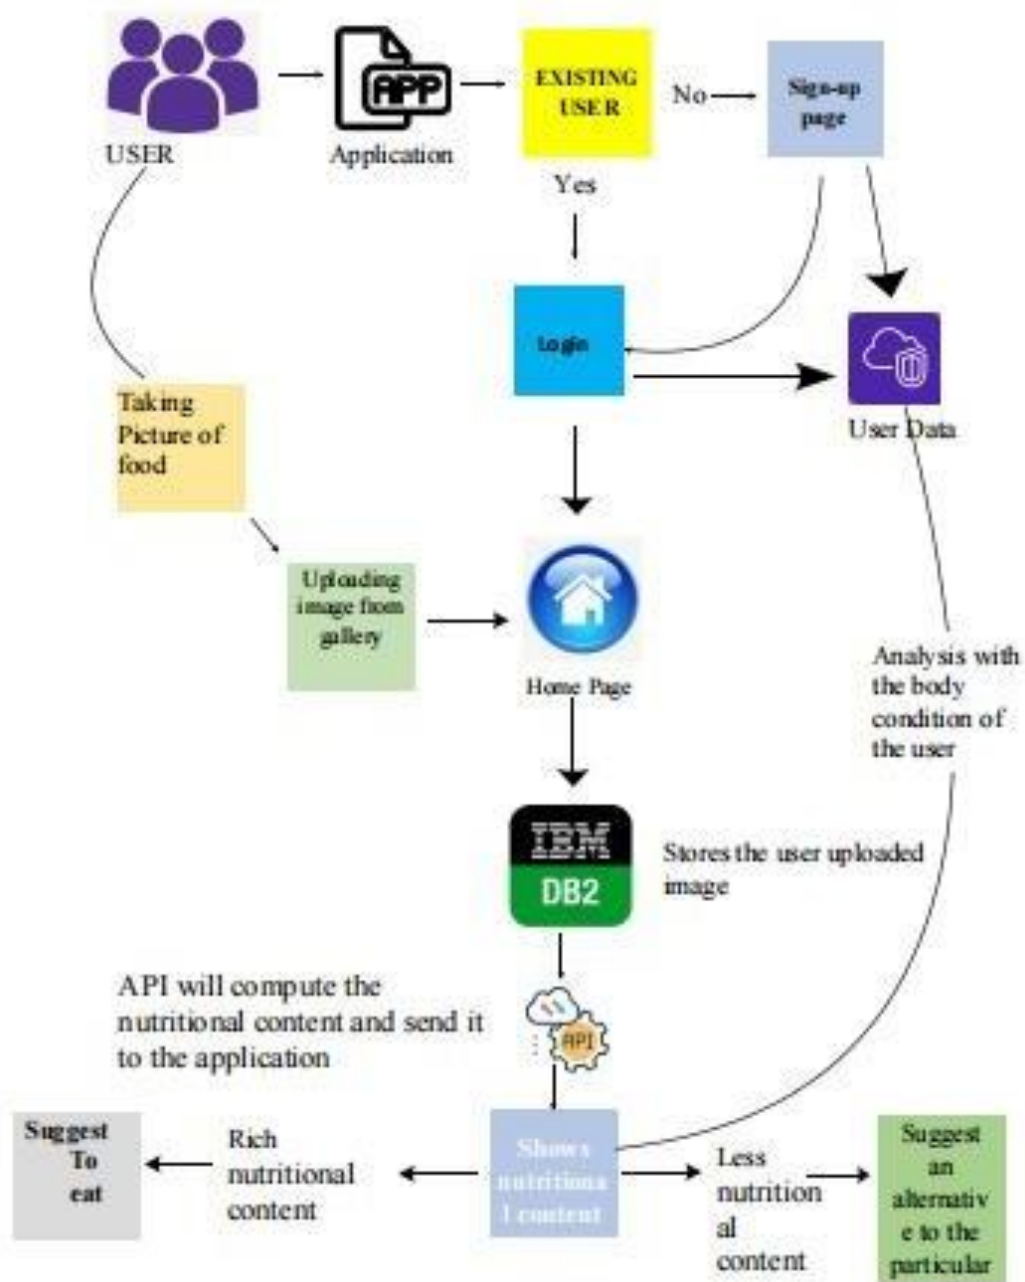 APP
EXISTING
USER
No
Sign-up
page
USER
Application
Yes
Login
User Data
Taking
Picture of
food
Uploading
image from
gallery
Home Page
Analysis with
the body
condition of
the user
IBM
DB2
Stores the user uploaded
image
API will compute the
nutritional content and send it
to the application
API
Suggest
To
eat
Rich
nutritional
content
Shows
nutritiona
l content
Less
nutrition
al
content
Suggest
an
alternativ
e to the
particular